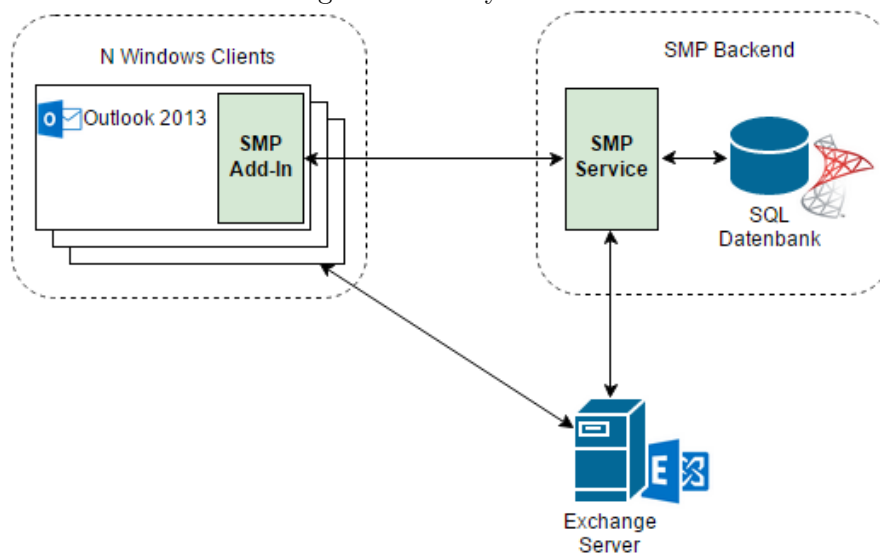 N Windows Clients
Outlook 2013
SMP
Add-In
SMP Backend
SMP
Service
SQL
Datenbank
Exchange
Server